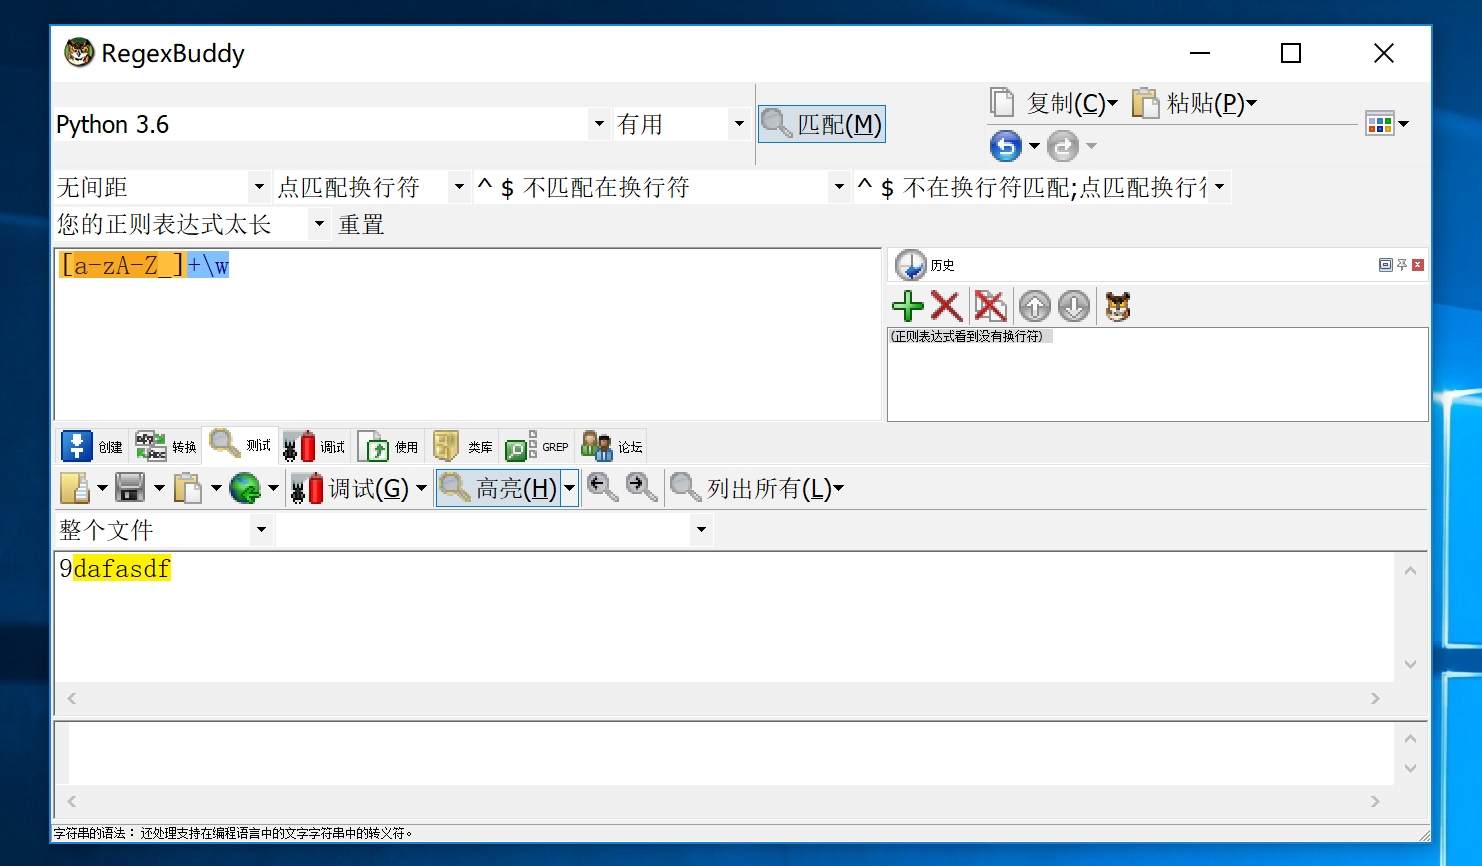 RegexBuddy
复制(C)
粘贴(P)
Python 3.6
有用
匹配(M)
无间距
点匹配换行符
^ $ 不匹配在换行符
^ $ 不在换行符匹配;点匹配换行
您的正则表达式太长
重置
[a-zA-Z_]+\w
历史
(正则表达式看到没有换行符)
创建
转换
测试
调试
使用
类库
GREP
论坛
调试(G)
高亮(H)
列出所有(L)
整个文件
9dafasdf
字符串的语法： 还处理支持在编程语言中的文字字符串中的转义符。